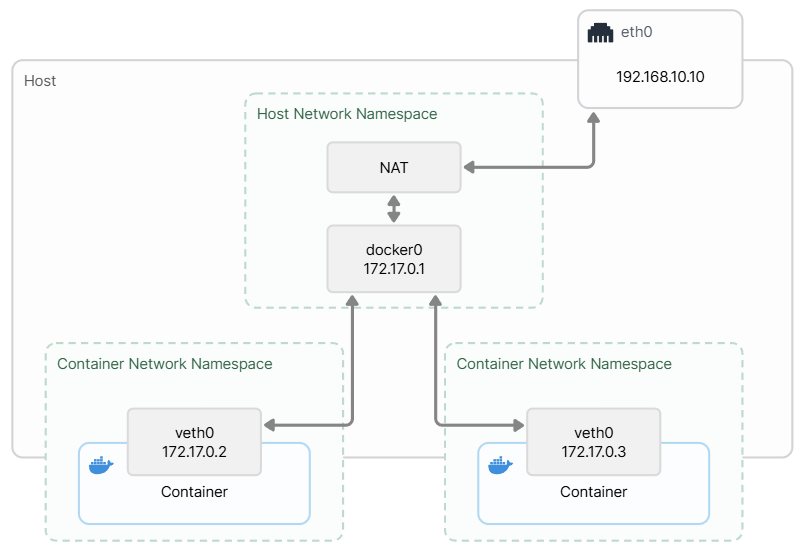 eth0
192.168.10.10
Host
Host Network Namespace
NAT
docker0
172.17.0.1
Container Network Namespace
veth0
172.17.0.2
Container
Container Network Namespace
veth0
172.17.0.3
Container